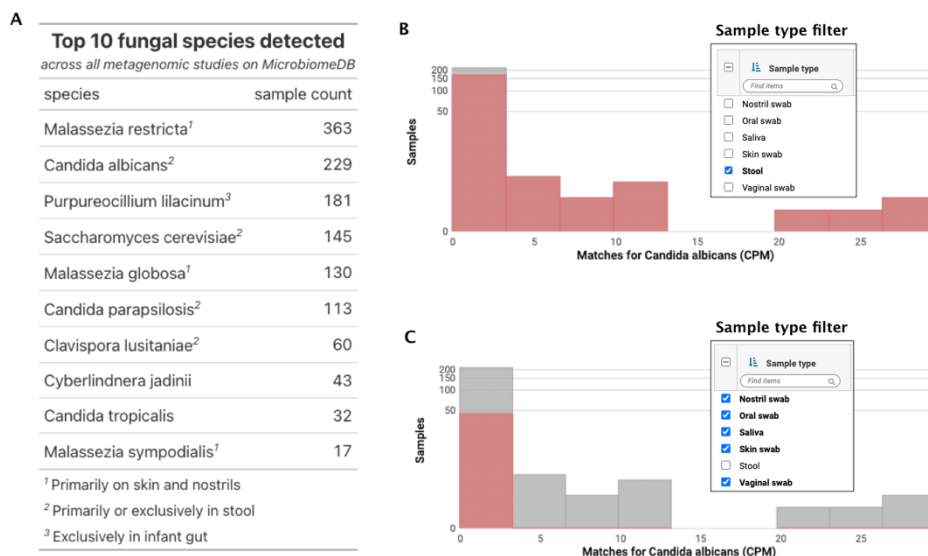 A
Top 10 fungal species detected
across all metagenomic studies on MicrobiomeDB
species sample count
Malassezia restricta¹ 363
Candida albicans² 229
Purpureocillium lilacinum³ 181
Saccharomyces cerevisiae² 145
Malassezia globosa¹ 130
Candida parapsilosis² 113
Clavispora lusitaniae² 60
Cyberlindnera jadinii 43
Candida tropicalis 32
Malassezia sympodialis¹ 17
¹ Primarily on skin and nostrils
² Primarily or exclusively in stool
³ Exclusively in infant gut
B
Sample type filter
Sample type
Find items
Nostril swab
Oral swab
Saliva
Skin swab
Stool
Vaginal swab
200
150
100
50
0
Samples
0 5 10 15 20 25
Matches for Candida albicans (CPM)
C
Sample type filter
Sample type
Find items
Nostril swab
Oral swab
Saliva
Skin swab
Stool
Vaginal swab
200
150
100
50
0
Samples
0 5 10 15 20 25
Matches for Candida albicans (CPM)